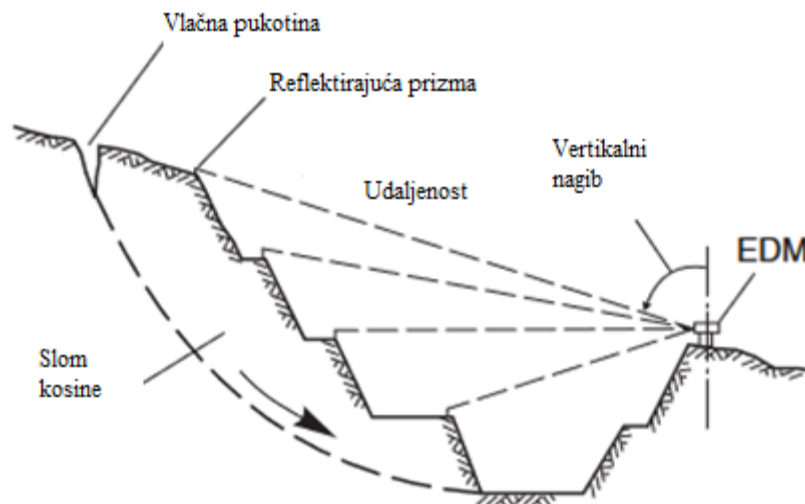 Vlačna pukotina
Reflektirajuća prizma
Vertikalni
nagib
Udaljenost
EDM
Slom
kosine